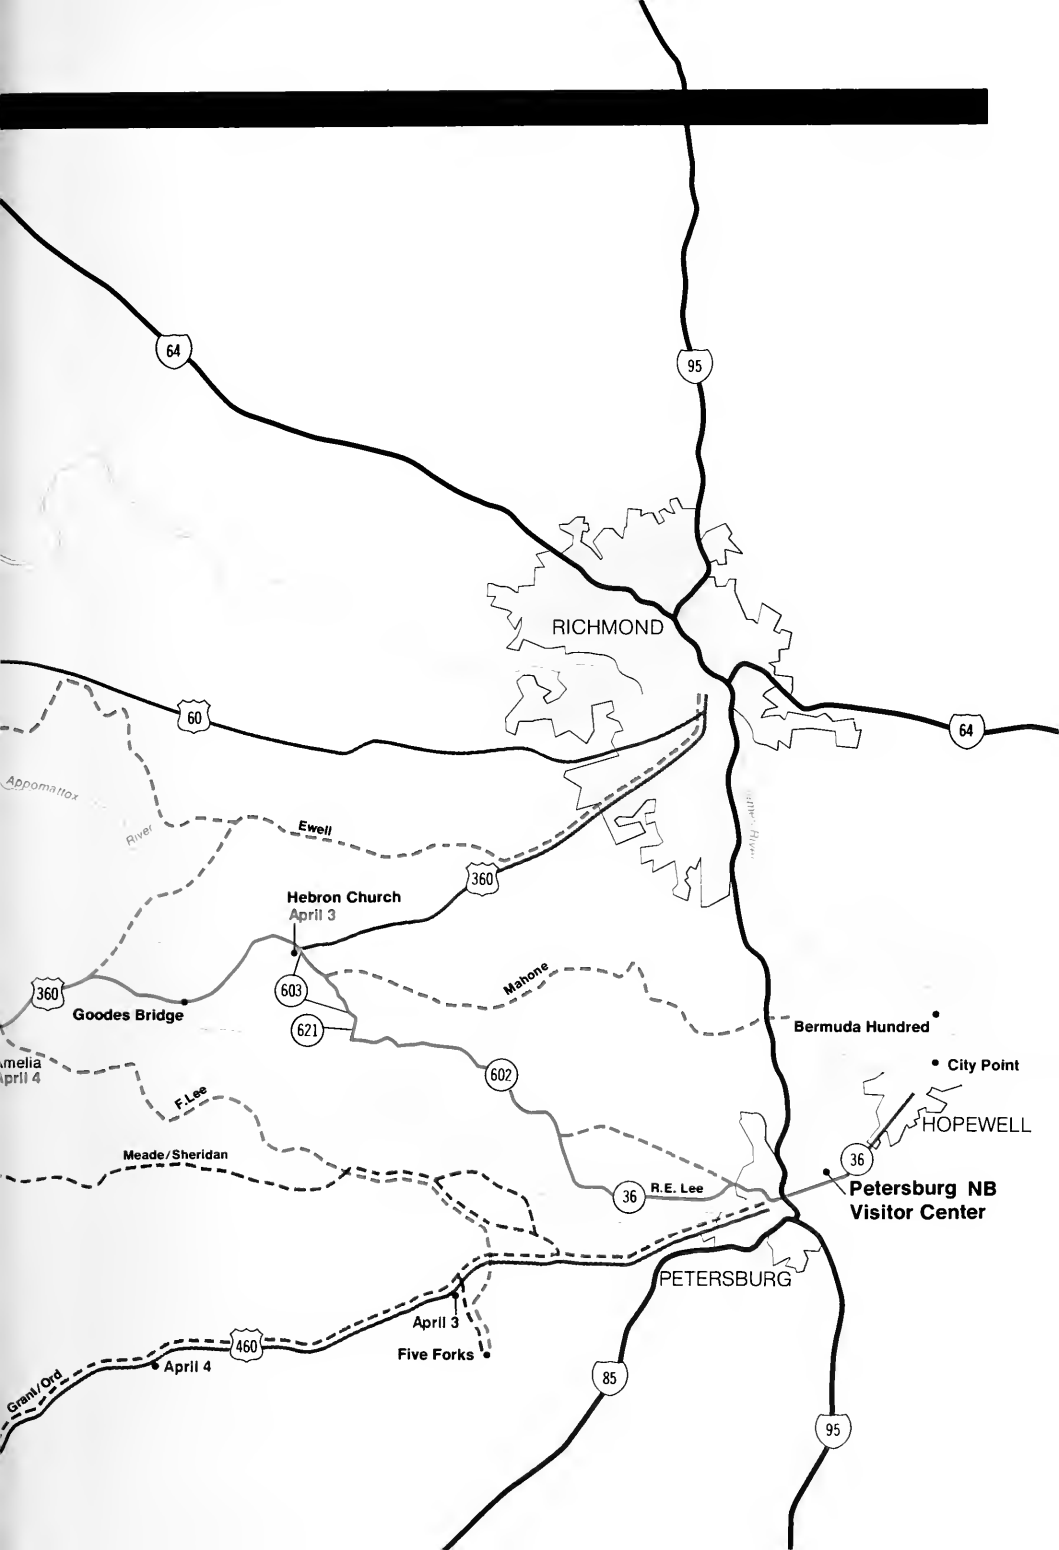 64
95
RICHMOND
60
64
Appomattox
River
Ewell
360
Hebron Church
April 3
360
603
Mahone
Goodes Bridge
621
Bermuda Hundred
April 4
602
City Point
F.Lee
HOPEWELL
Meade/Sheridan
36
36
R.E. Lee
Petersburg NB
Visitor Center
PETERSBURG
April 3
460
Five Forks
April 4
Grant/Ord
85
95